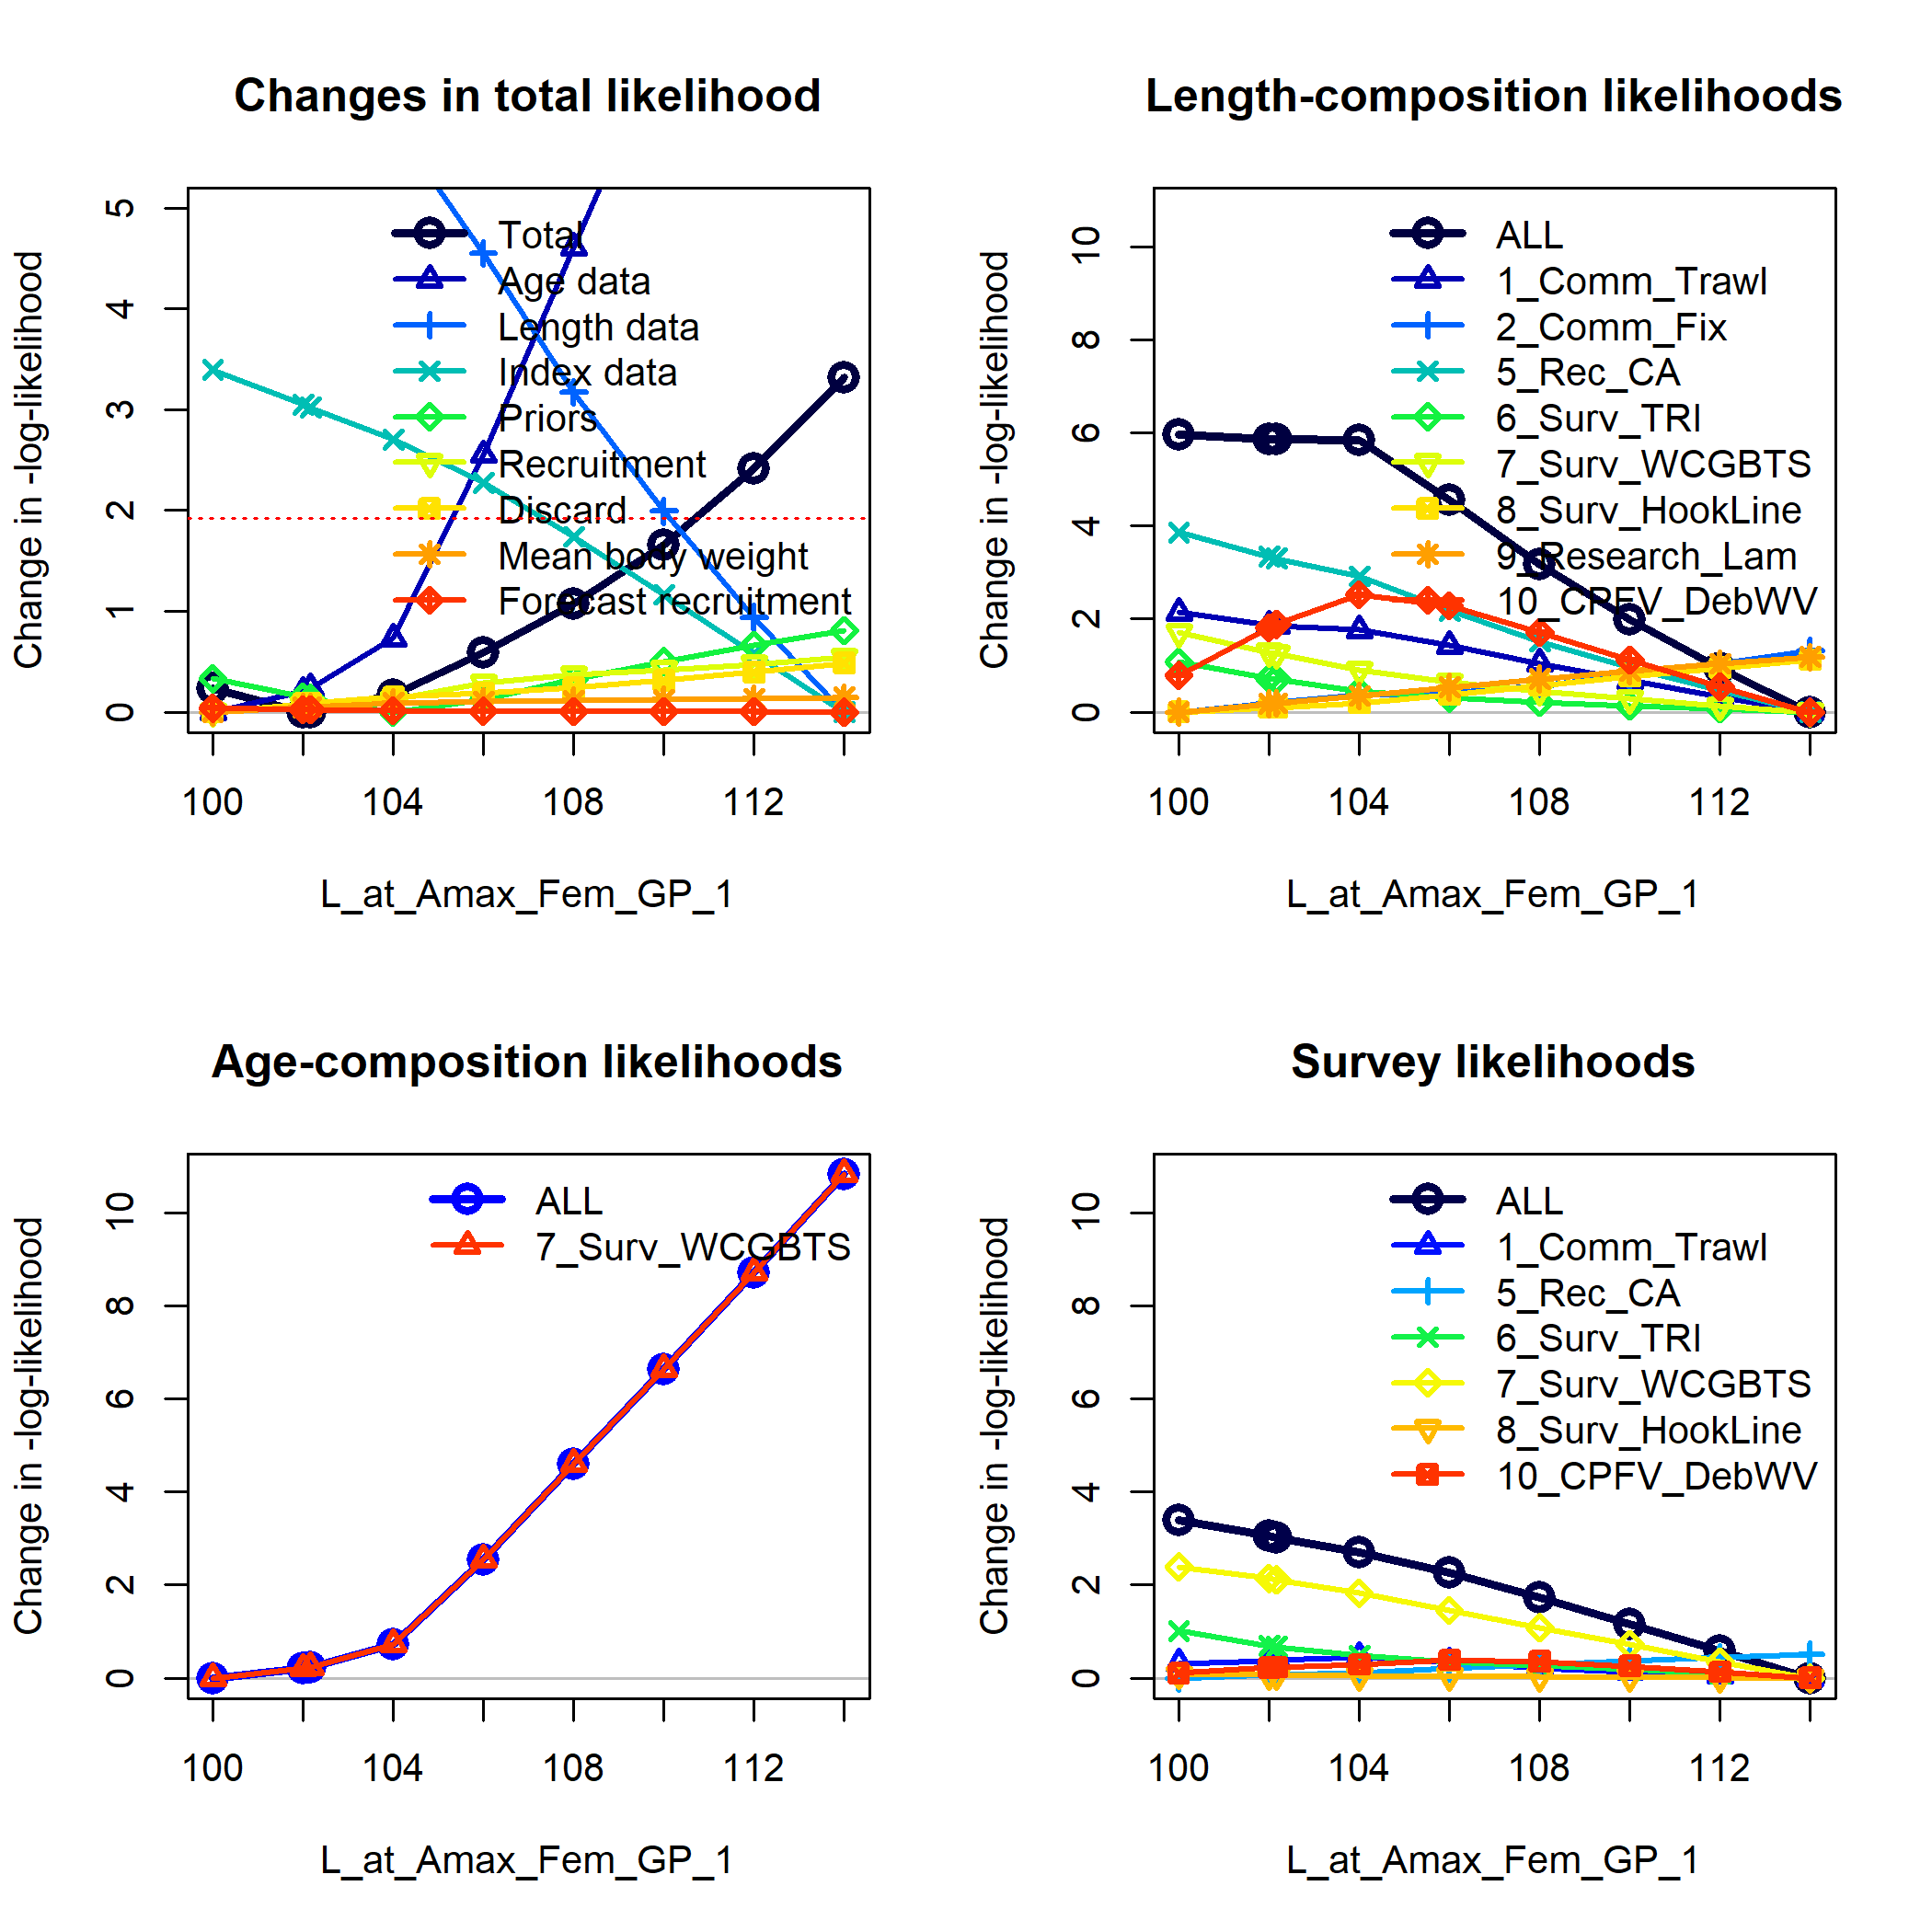 Changes in total likelihood
Change in -log-likelihood
5
4
3
2
1
0
Total
Age data
Length data
Index data
Priors
Recruitment
Discard
Mean body weight
Forecast recruitment
100
104
108
112
L_at_Amax_Fem_GP_1
Length-composition likelihoods
Change in -log-likelihood
10
8
6
4
2
0
ALL
1_Comm_Trawl
2_Comm_Fix
5_Rec_CA
6_Surv_TRI
7_Surv_WCGBTS
8_Surv_HookLine
9_Research_Lam
10_CPFV_DebWV
100
104
108
112
L_at_Amax_Fem_GP_1
Age-composition likelihoods
Change in -log-likelihood
10
8
6
4
2
0
ALL
7_Surv_WCGBTS
100
104
108
112
L_at_Amax_Fem_GP_1
Survey likelihoods
Change in -log-likelihood
10
8
6
4
2
0
ALL
1_Comm_Trawl
5_Rec_CA
6_Surv_TRI
7_Surv_WCGBTS
8_Surv_HookLine
10_CPFV_DebWV
100
104
108
112
L_at_Amax_Fem_GP_1